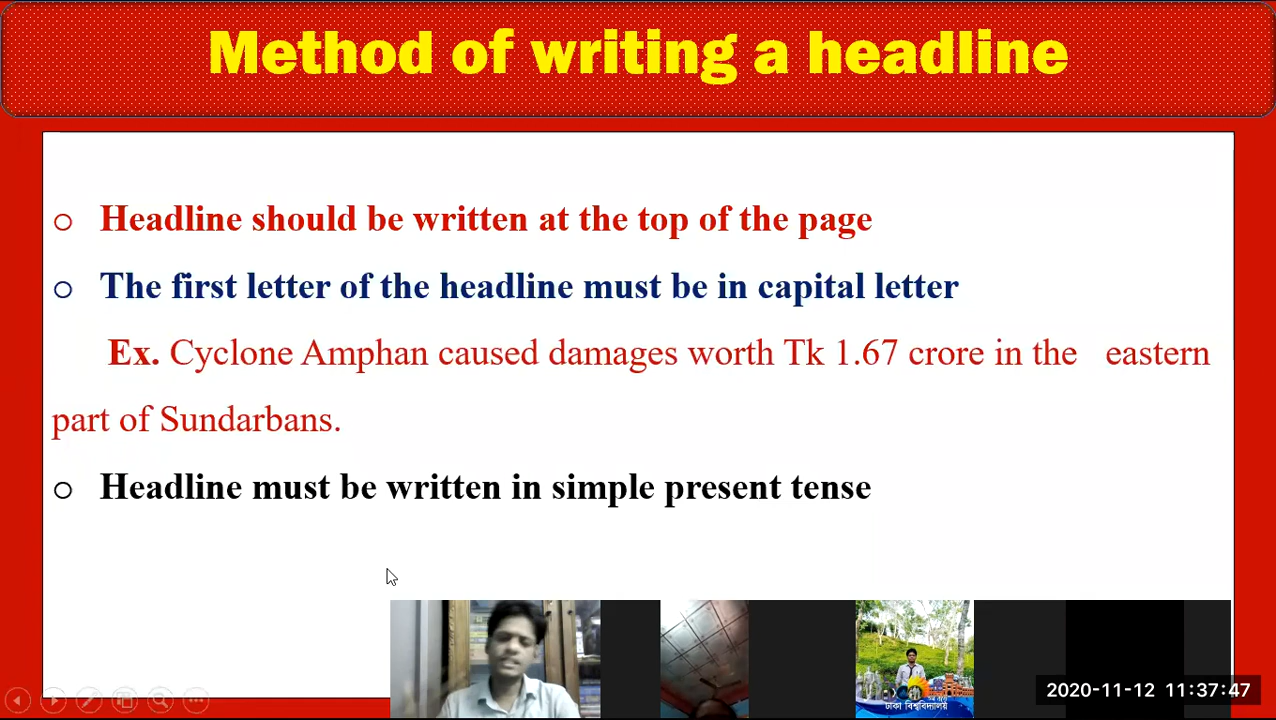 Method of writing a headline
o Headline should be written at the top of the page
o The first letter of the headline must be in capital letter
Ex. Cyclone Amphan caused damages worth Tk 1.67 crore in the eastern
part of Sundarbans.
o Headline must be written in simple present tense
ঢাকা বিশ্ববিদ্যালয়
2020-11-12 11:37:47